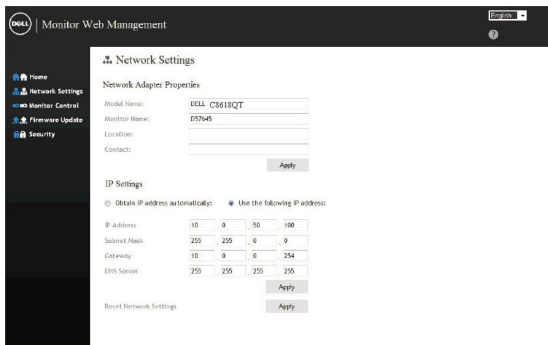 DELL Monitor Web Management
English
?
Home
Network Settings
Monitor Control
Firmware Update
Security
Network Settings
Network Adapter Properties
Model Name: DELL C8618QT
Monitor Name: D57645
Location:
Contact:
Apply
IP Settings
Obtain IP address automatically: Use the following IP address:
IP Address 10 . 0 . 50 . 100
Subnet Mask 255 . 255 . 0 . 0
Gateway 10 . 0 . 0 . 254
DNS Server 255 . 255 . 255 . 255
Apply
Reset Network Settings Apply